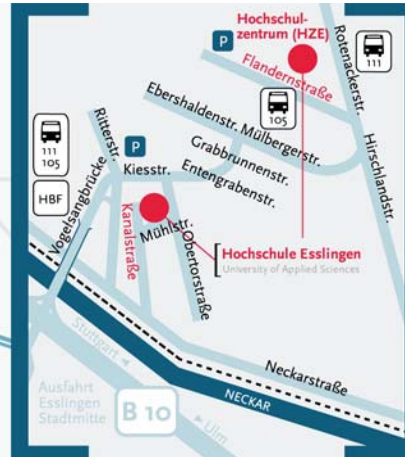 Hochschul-
zentrum (HZE)
P
Flandernstraße
Rotenackerstr.
111
105
Ebershaldenstr. Mülbergerstr.
Hirschlandstr.
Grabbrunnenstr.
Entengrabenstr.
Ritterstr.
P
Kiesstr.
111
105
HBF
Vogelsangbrücke
Kanalstraße
Mühlstr.
Obertorstraße
Hochschule Esslingen
University of Applied Sciences
Neckarstraße
NECKAR
Stuttgart
Ausfahrt
Esslingen
Stadtmitte
B 10
Ulm